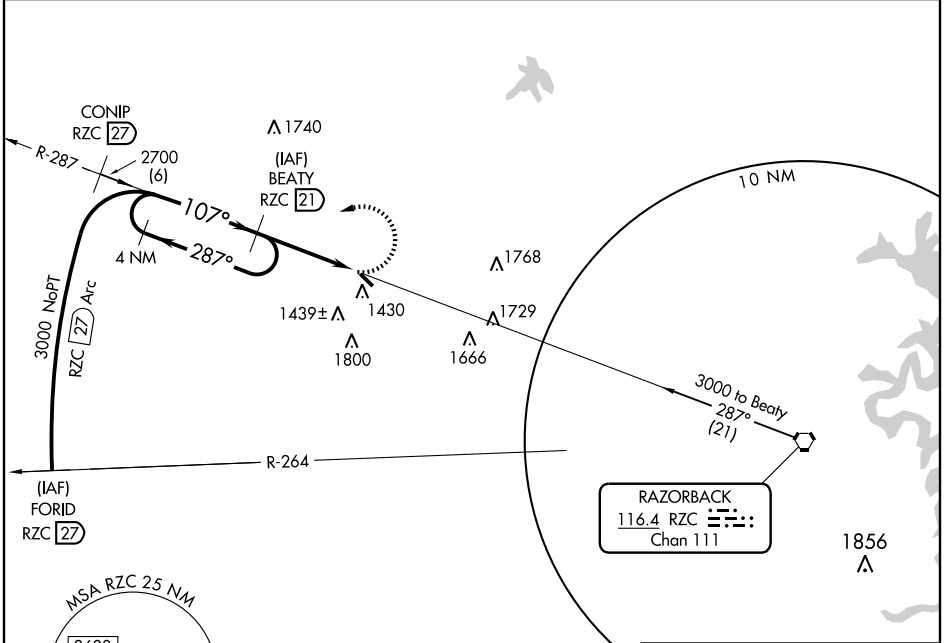 CONIP
RZC 27
R-287
2700
(6)
1740
(IAF)
BEATY
RZC 21
10 NM
107°
4 NM
287°
1768
3000 NoPT
RZC 27 Arc
1439±
1430
1729
1800
1666
3000 to Beaty
287°
(21)
R-264
(IAF)
FORID
RZC 27
RAZORBACK
116.4 RZC
Chan 111
1856
MSA RZC 25 NM